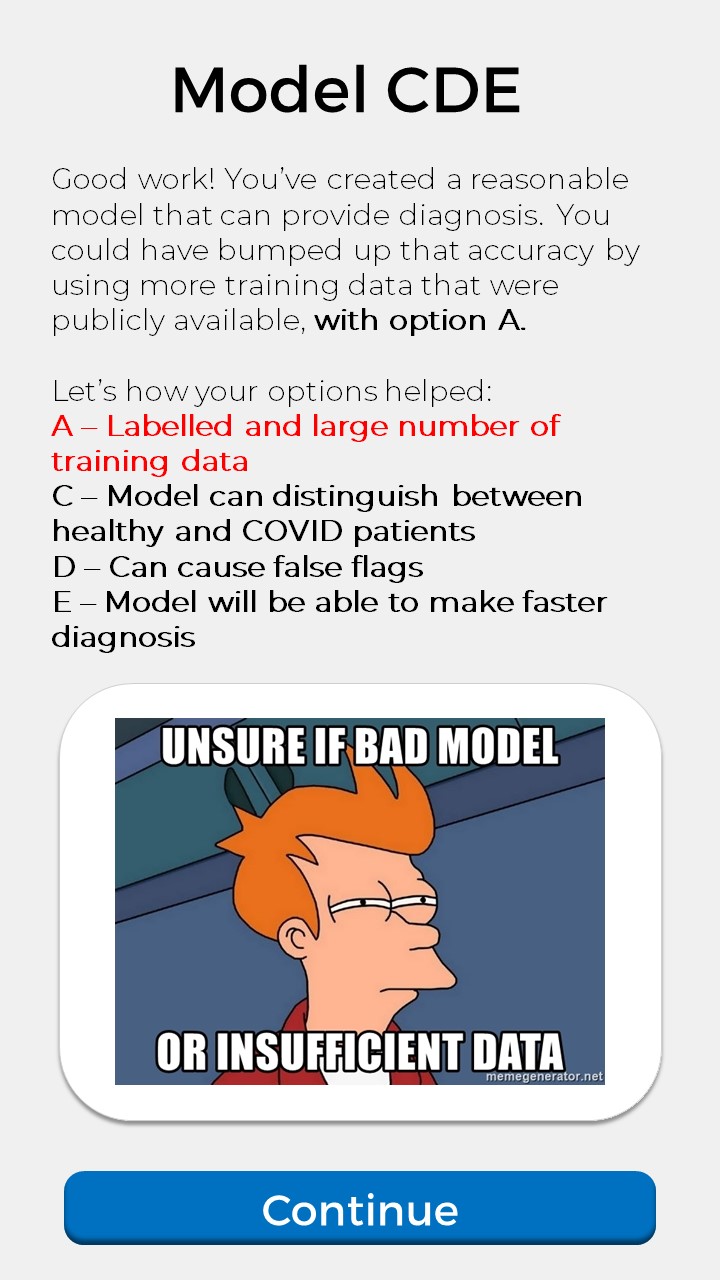 Model CDE
Good work! You’ve created a reasonable
model that can provide diagnosis. You
could have bumped up that accuracy by
using more training data that were
publicly available, with option A.
Let’s how your options helped:
A – Labelled and large number of
training data
C – Model can distinguish between
healthy and COVID patients
D – Can cause false flags
E – Model will be able to make faster
diagnosis
UNSURE IF BAD MODEL
OR INSUFFICIENT DATA
memegenerator.net
Continue